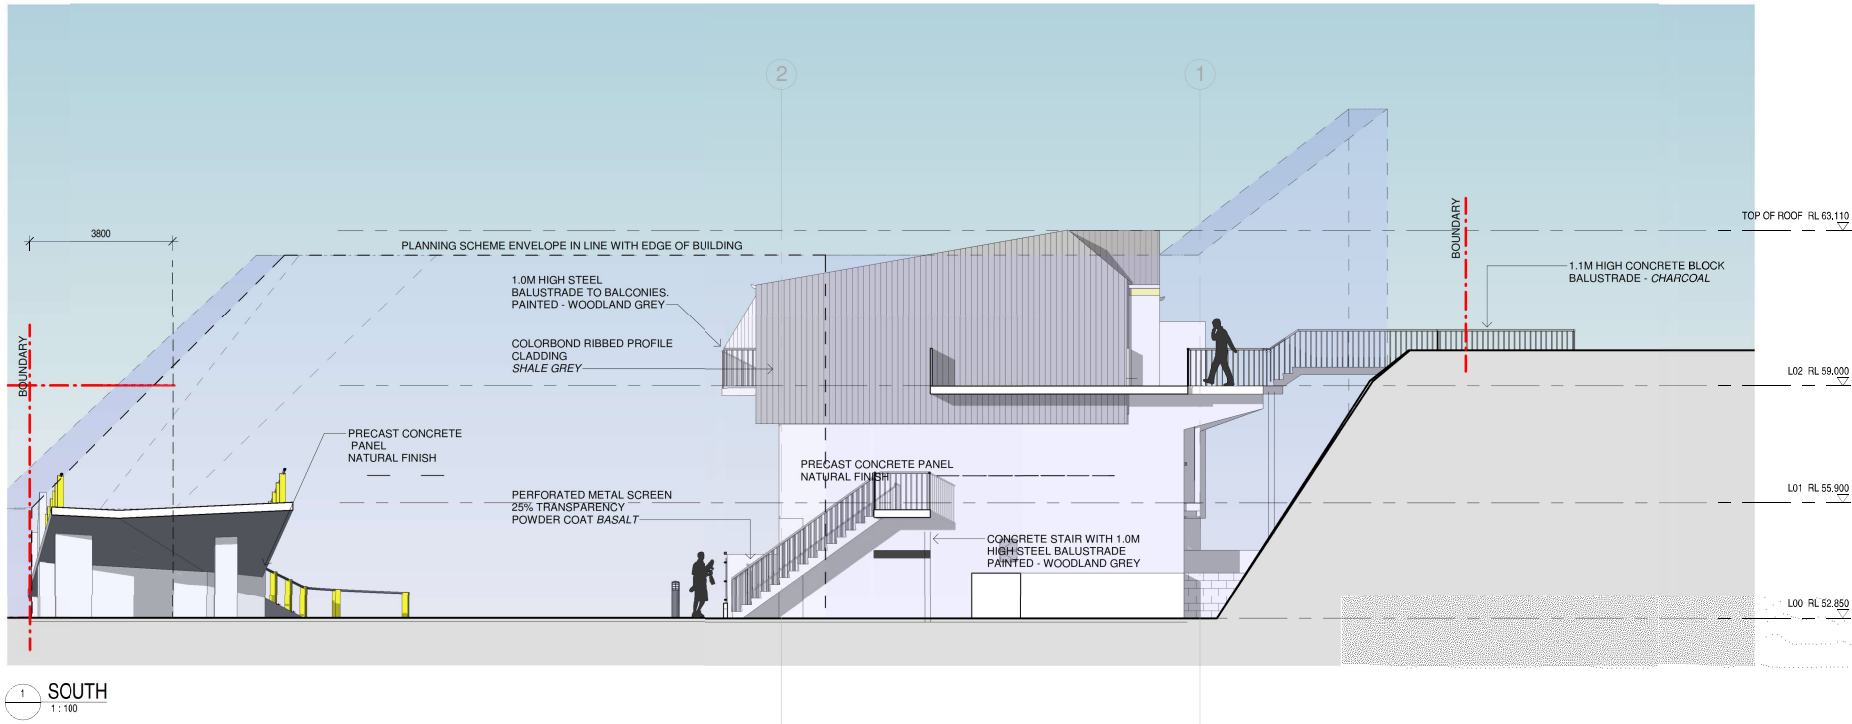 2
1
BOUNDARY
TOP OF ROOF RL 63.110
3800
PLANNING SCHEME ENVELOPE IN LINE WITH EDGE OF BUILDING
1.1M HIGH CONCRETE BLOCK
BALUSTRADE - CHARCOAL
1.0M HIGH STEEL
BALUSTRADE TO BALCONIES.
PAINTED - WOODLAND GREY
COLORBOND RIBBED PROFILE
CLADDING
SHALE GREY
BOUNDARY
L02 RL 59.000
PRECAST CONCRETE
PANEL
NATURAL FINISH
PRECAST CONCRETE PANEL
NATURAL FINISH
L01 RL 55.900
PERFORATED METAL SCREEN
25% TRANSPARENCY
POWDER COAT BASALT
CONCRETE STAIR WITH 1.0M
HIGH STEEL BALUSTRADE
PAINTED - WOODLAND GREY
L00 RL 52.850
1
SOUTH
1 : 100